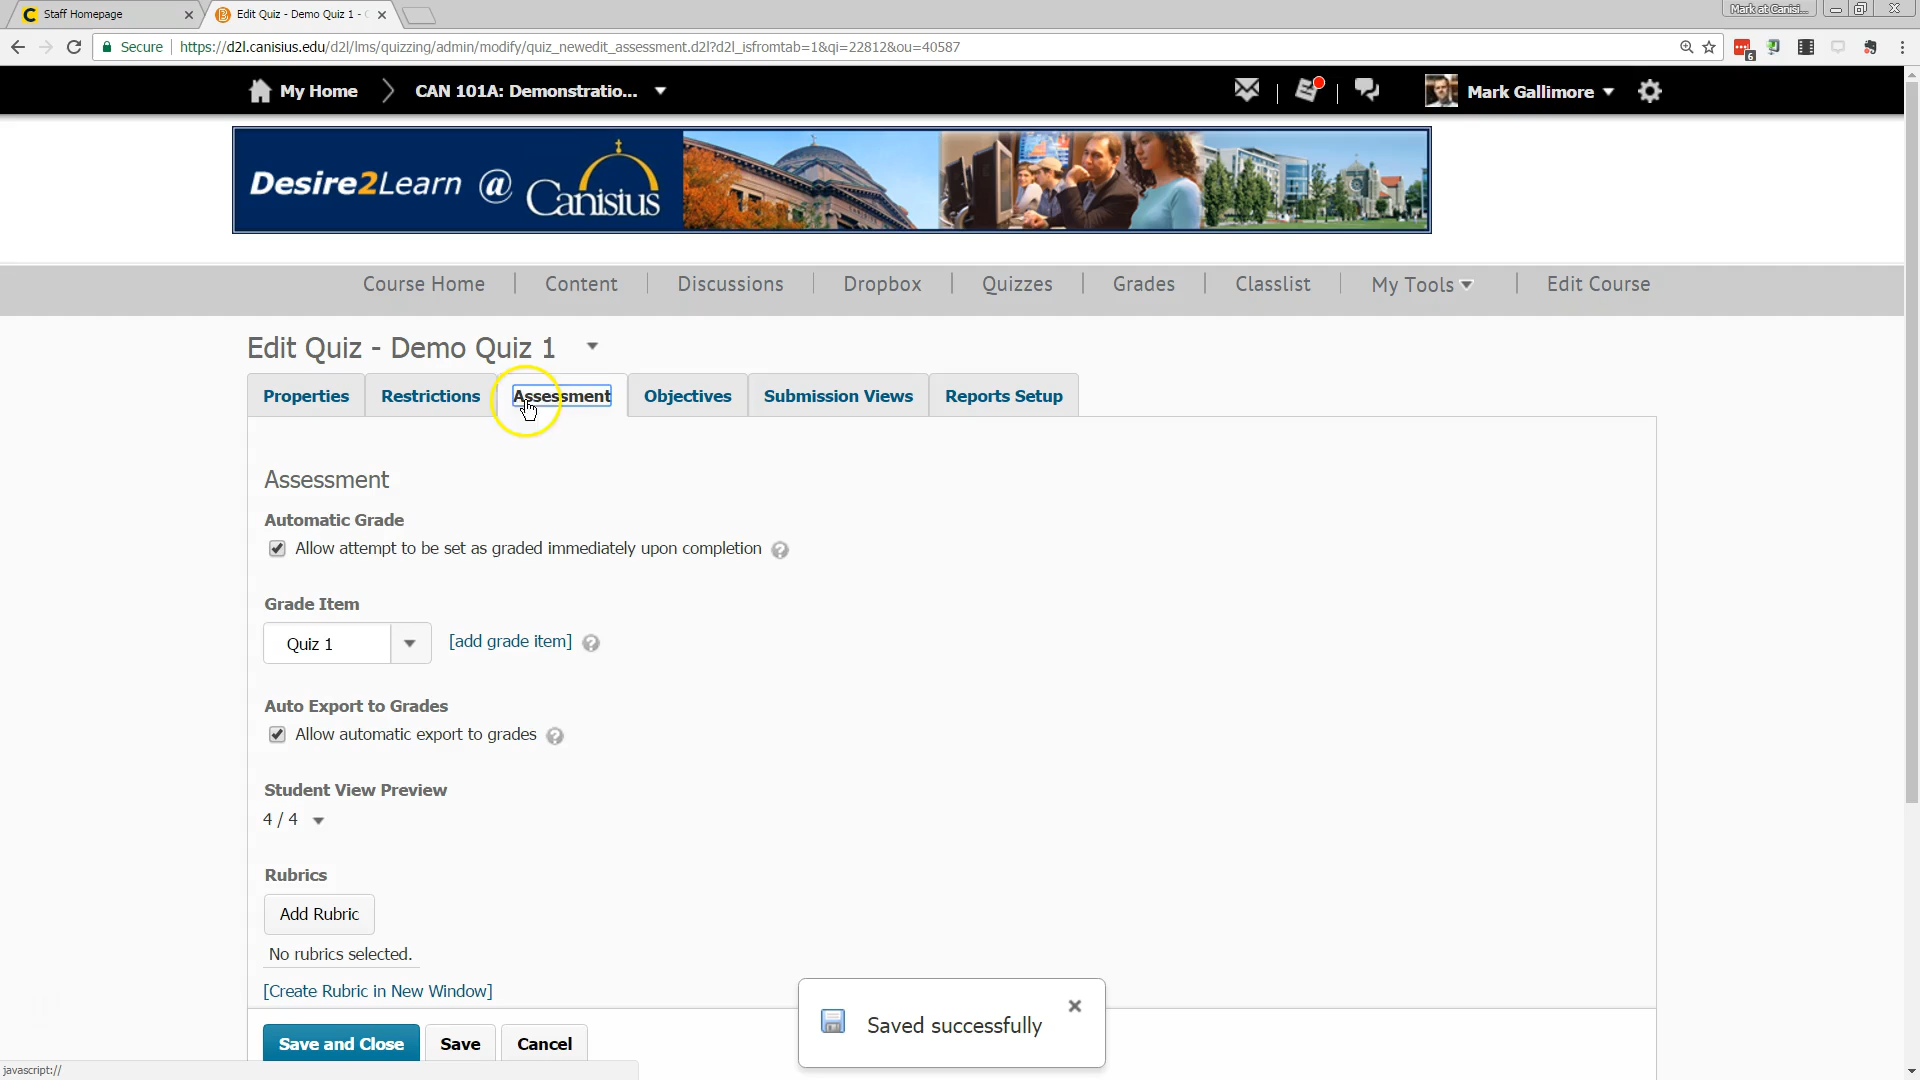 Staff Homepage
Edit Quiz - Demo Quiz 1 -
Mark at Canisi...
Secure https://d2l.canisius.edu/d2l/lms/quizzing/admin/modify/quiz_newedit_assessment.d2l?d2l_isfromtab=1&qi=22812&ou=40587
6
My Home CAN 101A: Demonstratio... Mark Gallimore
Desire2Learn @ Canisius
Course Home Content Discussions Dropbox Quizzes Grades Classlist My Tools Edit Course
Edit Quiz - Demo Quiz 1
Properties Restrictions Assessment Objectives Submission Views Reports Setup
Assessment
Automatic Grade
Allow attempt to be set as graded immediately upon completion ?
Grade Item
Quiz 1 [add grade item] ?
Auto Export to Grades
Allow automatic export to grades ?
Student View Preview
4 / 4
Rubrics
Add Rubric
No rubrics selected.
[Create Rubric in New Window]
Saved successfully
Save and Close Save Cancel
javascript://